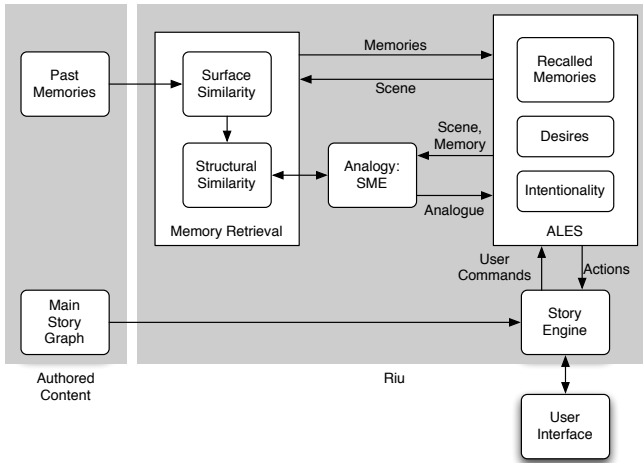 Past
Memories
Surface
Similarity
Structural
Similarity
Memory Retrieval
Memories
Scene
Scene,
Memory
Analogy:
SME
Analogue
Recalled
Memories
Desires
Intentionality
ALES
User
Commands
Actions
Main
Story
Graph
Story
Engine
Authored
Content
Riu
User
Interface